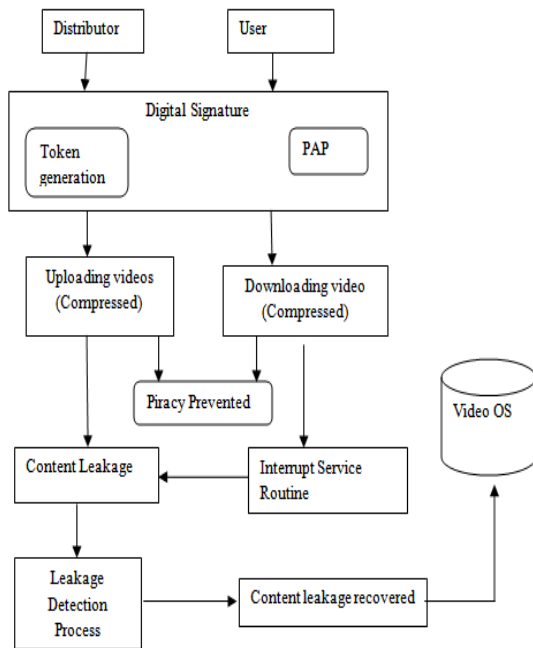 Distributor
User
Digital Signature
Token
generation
PAP
Uploading videos
(Compressed)
Downloading video
(Compressed)
Piracy Prevented
Video OS
Content Leakage
Interrupt Service
Routine
Leakage
Detection
Process
Content leakage recovered